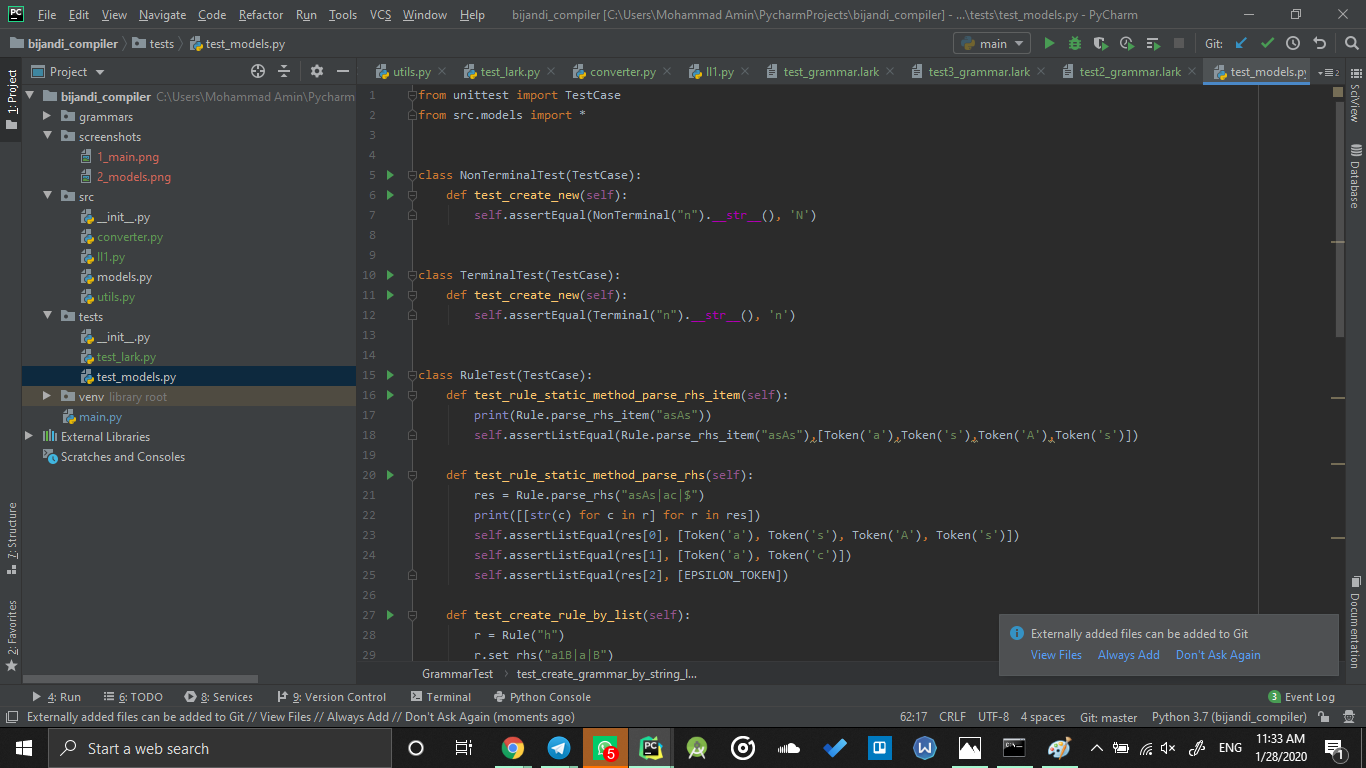 File Edit View Navigate Code Refactor Run Tools VCS Window Help bijandi_compiler [C:\Users\Mohammad Amin\PycharmProjects\bijandi_compiler] - ...\tests\test_models.py - PyCharm
bijandi_compiler tests test_models.py main Git:
Project
utils.py test_lark.py converter.py ll1.py test_grammar.lark test3_grammar.lark test2_grammar.lark test_models.py
1: Project
7: Structure
2: Favorites
bijandi_compiler C:\Users\Mohammad Amin\Pycharm
grammars
screenshots
1_main.png
2_models.png
src
__init__.py
converter.py
ll1.py
models.py
utils.py
tests
__init__.py
test_lark.py
test_models.py
venv library root
main.py
External Libraries
Scratches and Consoles
1 from unittest import TestCase
2 from src.models import *
3
4
5 class NonTerminalTest(TestCase):
6 def test_create_new(self):
7 self.assertEqual(NonTerminal("n").__str__(), 'N')
8
9
10 class TerminalTest(TestCase):
11 def test_create_new(self):
12 self.assertEqual(Terminal("n").__str__(), 'n')
13
14
15 class RuleTest(TestCase):
16 def test_rule_static_method_parse_rhs_item(self):
17 print(Rule.parse_rhs_item("asAs"))
18 self.assertListEqual(Rule.parse_rhs_item("asAs"),[Token('a'),Token('s'),Token('A'),Token('s')])
19
20 def test_rule_static_method_parse_rhs(self):
21 res = Rule.parse_rhs("asAs|ac|$")
22 print([[str(c) for c in r] for r in res])
23 self.assertListEqual(res[0], [Token('a'), Token('s'), Token('A'), Token('s')])
24 self.assertListEqual(res[1], [Token('a'), Token('c')])
25 self.assertListEqual(res[2], [EPSILON_TOKEN])
26
27 def test_create_rule_by_list(self):
28 r = Rule("h")
29 r.set_rhs("a1B|a|B")
GrammarTest test_create_grammar_by_string_l...
SciView
Database
Documentation
Externally added files can be added to Git
View Files Always Add Don't Ask Again
4: Run 6: TODO 8: Services 9: Version Control Terminal Python Console 3 Event Log
Externally added files can be added to Git // View Files // Always Add // Don't Ask Again (moments ago) 62:17 CRLF UTF-8 4 spaces Git: master Python 3.7 (bijandi_compiler)
Start a web search 5 PC W ENG 11:33 AM
1/28/2020 1